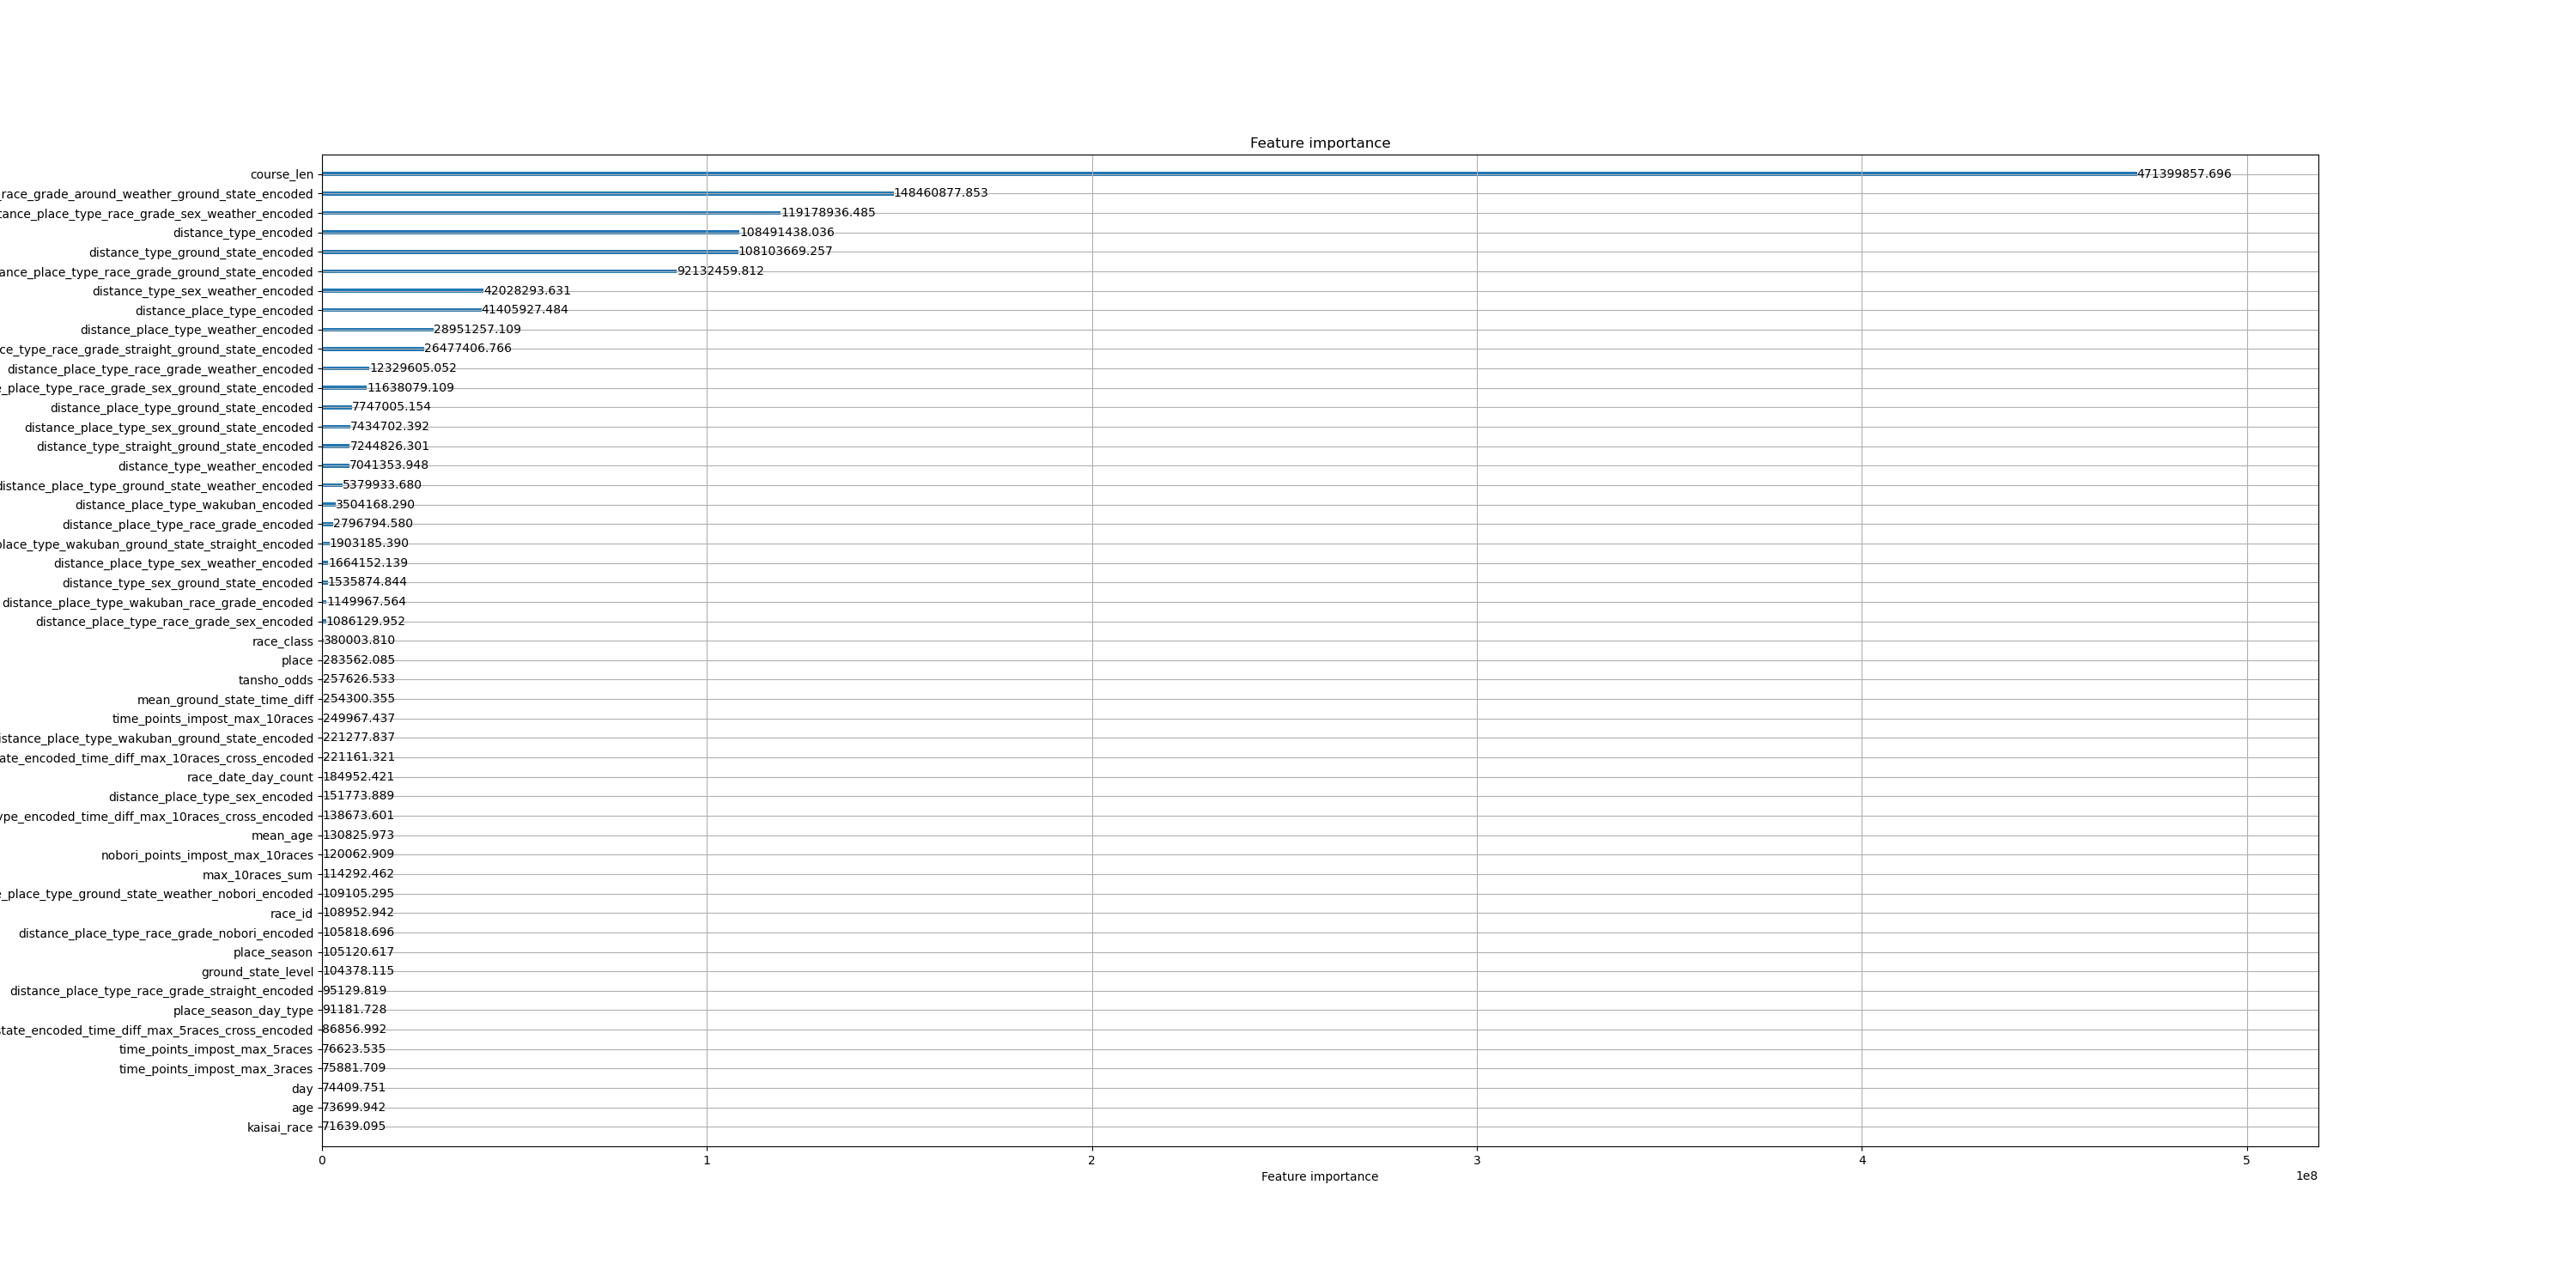 Feature importance
course_len 471399857.696
_race_grade_around_weather_ground_state_encoded 148460877.853
tance_place_type_race_grade_sex_weather_encoded 119178936.485
distance_type_encoded 108491438.036
distance_type_ground_state_encoded 108103669.257
ance_place_type_race_grade_ground_state_encoded 92132459.812
distance_type_sex_weather_encoded 42028293.631
distance_place_type_encoded 41405927.484
distance_place_type_weather_encoded 28951257.109
ce_type_race_grade_straight_ground_state_encoded 26477406.766
distance_place_type_race_grade_weather_encoded 12329605.052
_place_type_race_grade_sex_ground_state_encoded 11638079.109
distance_place_type_ground_state_encoded 7747005.154
distance_place_type_sex_ground_state_encoded 7434702.392
distance_type_straight_ground_state_encoded 7244826.301
distance_type_weather_encoded 7041353.948
distance_place_type_ground_state_weather_encoded 5379933.680
distance_place_type_wakuban_encoded 3504168.290
distance_place_type_race_grade_encoded 2796794.580
place_type_wakuban_ground_state_straight_encoded 1903185.390
distance_place_type_sex_weather_encoded 1664152.139
distance_type_sex_ground_state_encoded 1535874.844
distance_place_type_wakuban_race_grade_encoded 1149967.564
distance_place_type_race_grade_sex_encoded 1086129.952
race_class 380003.810
place 283562.085
tansho_odds 257626.533
mean_ground_state_time_diff 254300.355
time_points_impost_max_10races 249967.437
istance_place_type_wakuban_ground_state_encoded 221277.837
ate_encoded_time_diff_max_10races_cross_encoded 221161.321
race_date_day_count 184952.421
distance_place_type_sex_encoded 151773.889
ype_encoded_time_diff_max_10races_cross_encoded 138673.601
mean_age 130825.973
nobori_points_impost_max_10races 120062.909
max_10races_sum 114292.462
_place_type_ground_state_weather_nobori_encoded 109105.295
race_id 108952.942
distance_place_type_race_grade_nobori_encoded 105818.696
place_season 105120.617
ground_state_level 104378.115
distance_place_type_race_grade_straight_encoded 95129.819
place_season_day_type 91181.728
state_encoded_time_diff_max_5races_cross_encoded 86856.992
time_points_impost_max_5races 76623.535
time_points_impost_max_3races 75881.709
day 74409.751
age 73699.942
kaisai_race 71639.095
0 1 2 3 4 5
Feature importance 1e8